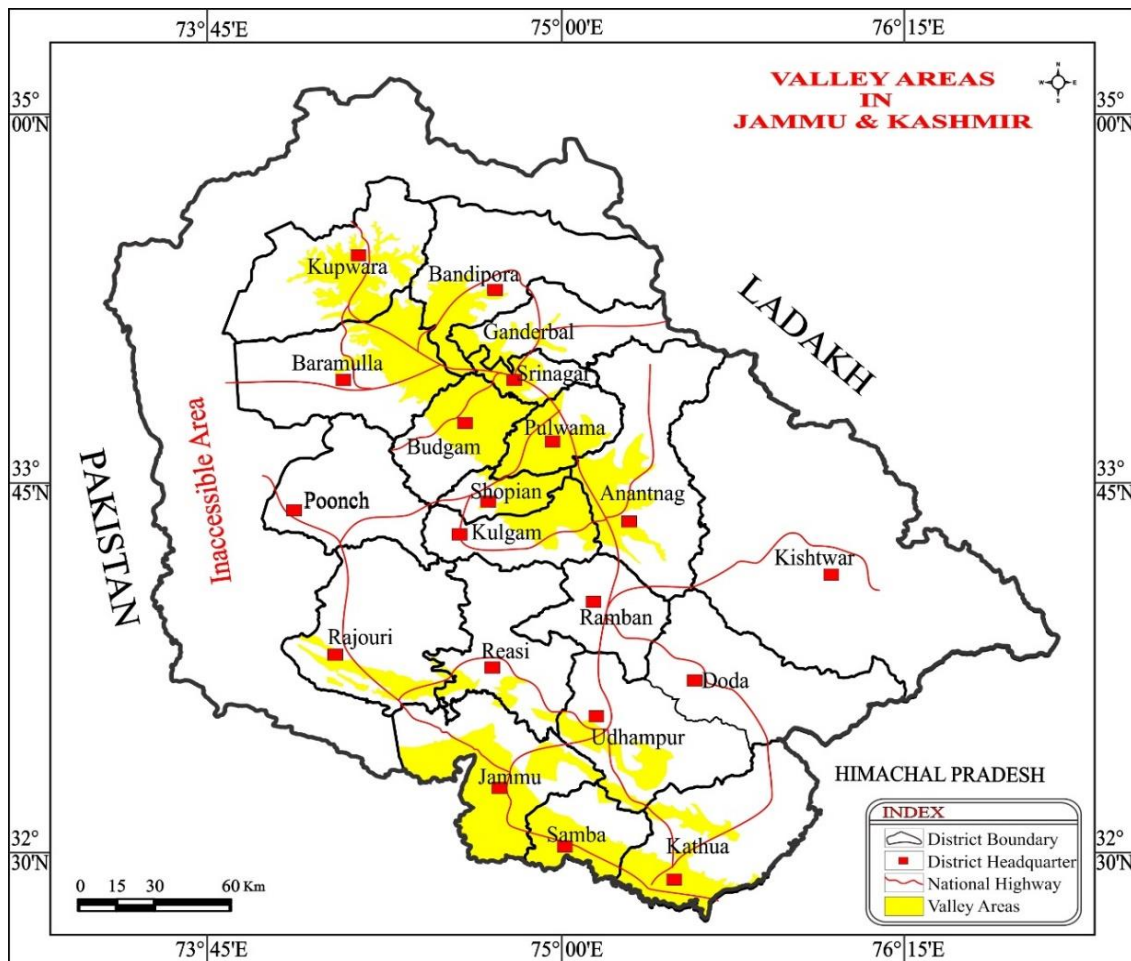 73°45'E
75°00'E
76°15'E
VALLEY AREAS
IN
JAMMU & KASHMIR
N
W
E
S
35°
00'N
35°
00'N
Kupwara
Bandipora
LADAKH
Ganderbal
Baramulla
Srinagar
Budgam
Pulwama
PAKISTAN
Inaccessible Area
33°
45'N
33°
45'N
Poonch
Shopian
Anantnag
Kulgam
Kishtwar
Ramban
Rajouri
Reasi
Doda
Udhampur
Jammu
HIMACHAL PRADESH
Samba
Kathua
32°
30'N
32°
30'N
INDEX
District Boundary
District Headquarter
National Highway
Valley Areas
0 15 30 60 Km
73°45'E
75°00'E
76°15'E